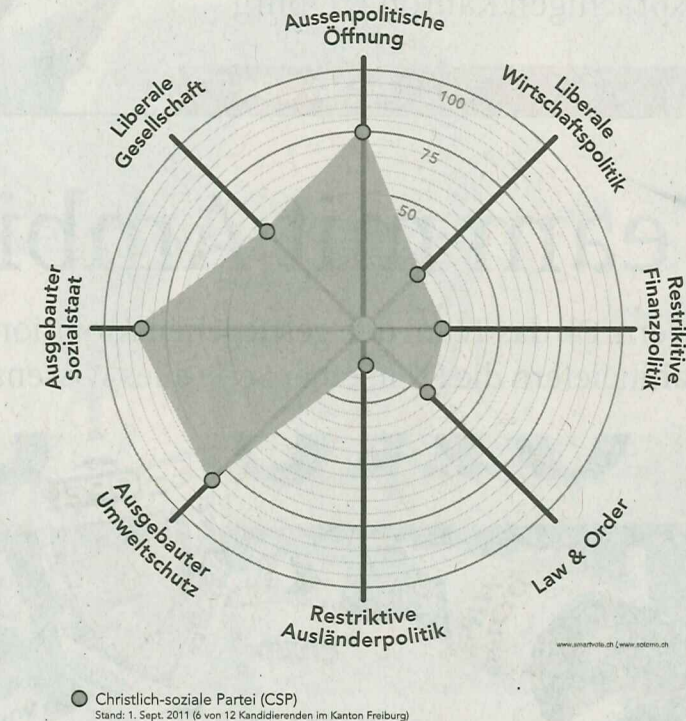 Aussenpolitische
Öffnung
Liberale
Wirtschaftspolitik
Restrikitive
Finanzpolitik
Law & Order
Restriktive
Ausländerpolitik
Ausgebauter
Umweltschutz
Ausgebauter
Sozialstaat
Liberale
Gesellschaft
100
75
50
www.smartvote.ch / www.sotomo.ch
Christlich-soziale Partei (CSP)
Stand: 1. Sept. 2011 (6 von 12 Kandidierenden im Kanton Freiburg)